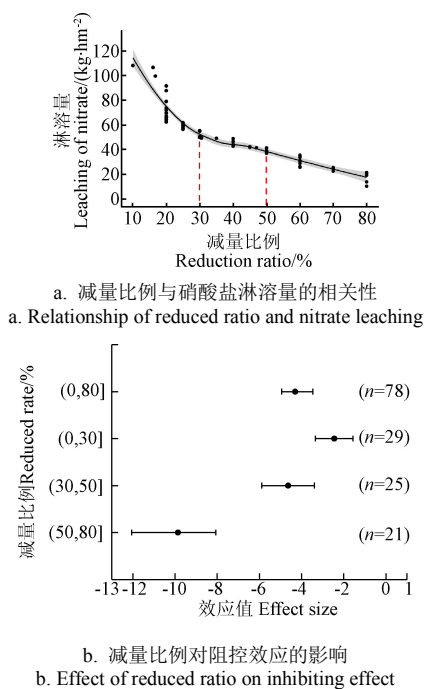 120
100
80
60
40
20
0
淋溶量
Leaching of nitrate/(kg·hm⁻²)
10 20 30 40 50 60 70 80
减量比例
Reduction ratio/%
a. 减量比例与硝酸盐淋溶量的相关性
a. Relationship of reduced ratio and nitrate leaching
减量比例Reduced rate/%
(0,80] (n=78)
(0,30] (n=29)
(30,50] (n=25)
(50,80] (n=21)
-13 -12 -10 -8 -6 -4 -2 0 1
效应值 Effect size
b. 减量比例对阻控效应的影响
b. Effect of reduced ratio on inhibiting effect